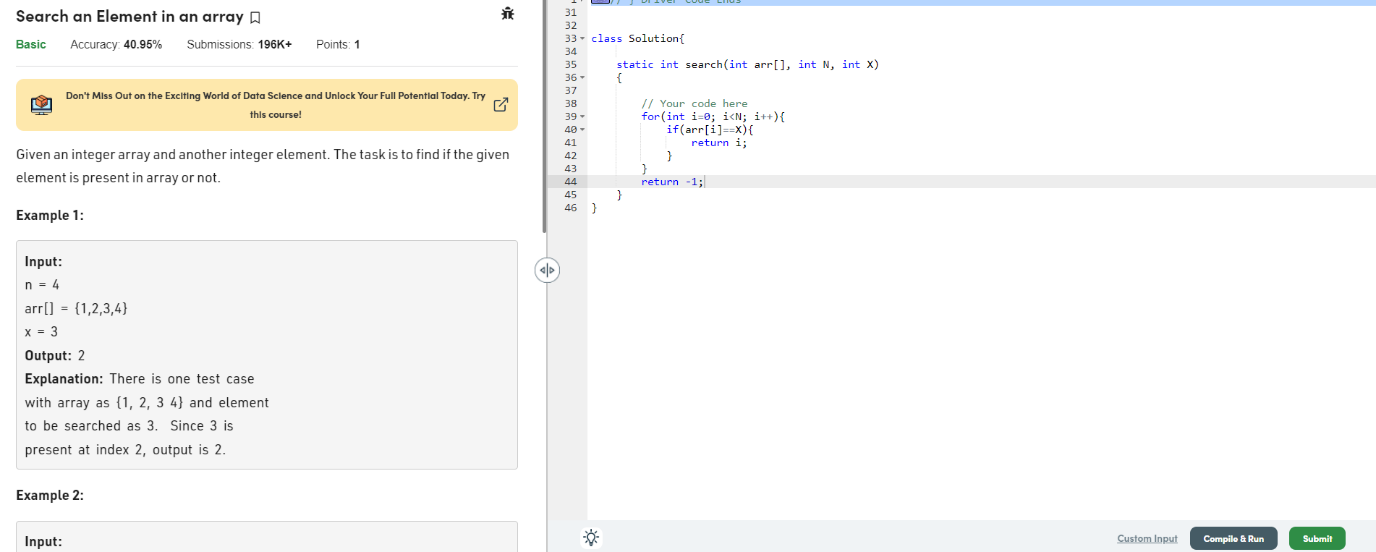 Search an Element in an array
Basic Accuracy: 40.95% Submissions: 196K+ Points: 1
Don't Miss Out on the Exciting World of Data Science and Unlock Your Full Potential Today. Try
this course!
Given an integer array and another integer element. The task is to find if the given
element is present in array or not.
Example 1:
Input:
n = 4
arr[] = {1,2,3,4}
x = 3
Output: 2
Explanation: There is one test case
with array as {1, 2, 3 4} and element
to be searched as 3. Since 3 is
present at index 2, output is 2.
Example 2:
Input:
// } Driver Code Ends
31
32
33 class Solution{
34
35 static int search(int arr[], int N, int X)
36 {
37
38 // Your code here
39 for(int i=0; i<N; i++){
40 if(arr[i]==X){
41 return i;
42 }
43 }
44 return -1;
45 }
46 }
Custom Input Compile & Run Submit